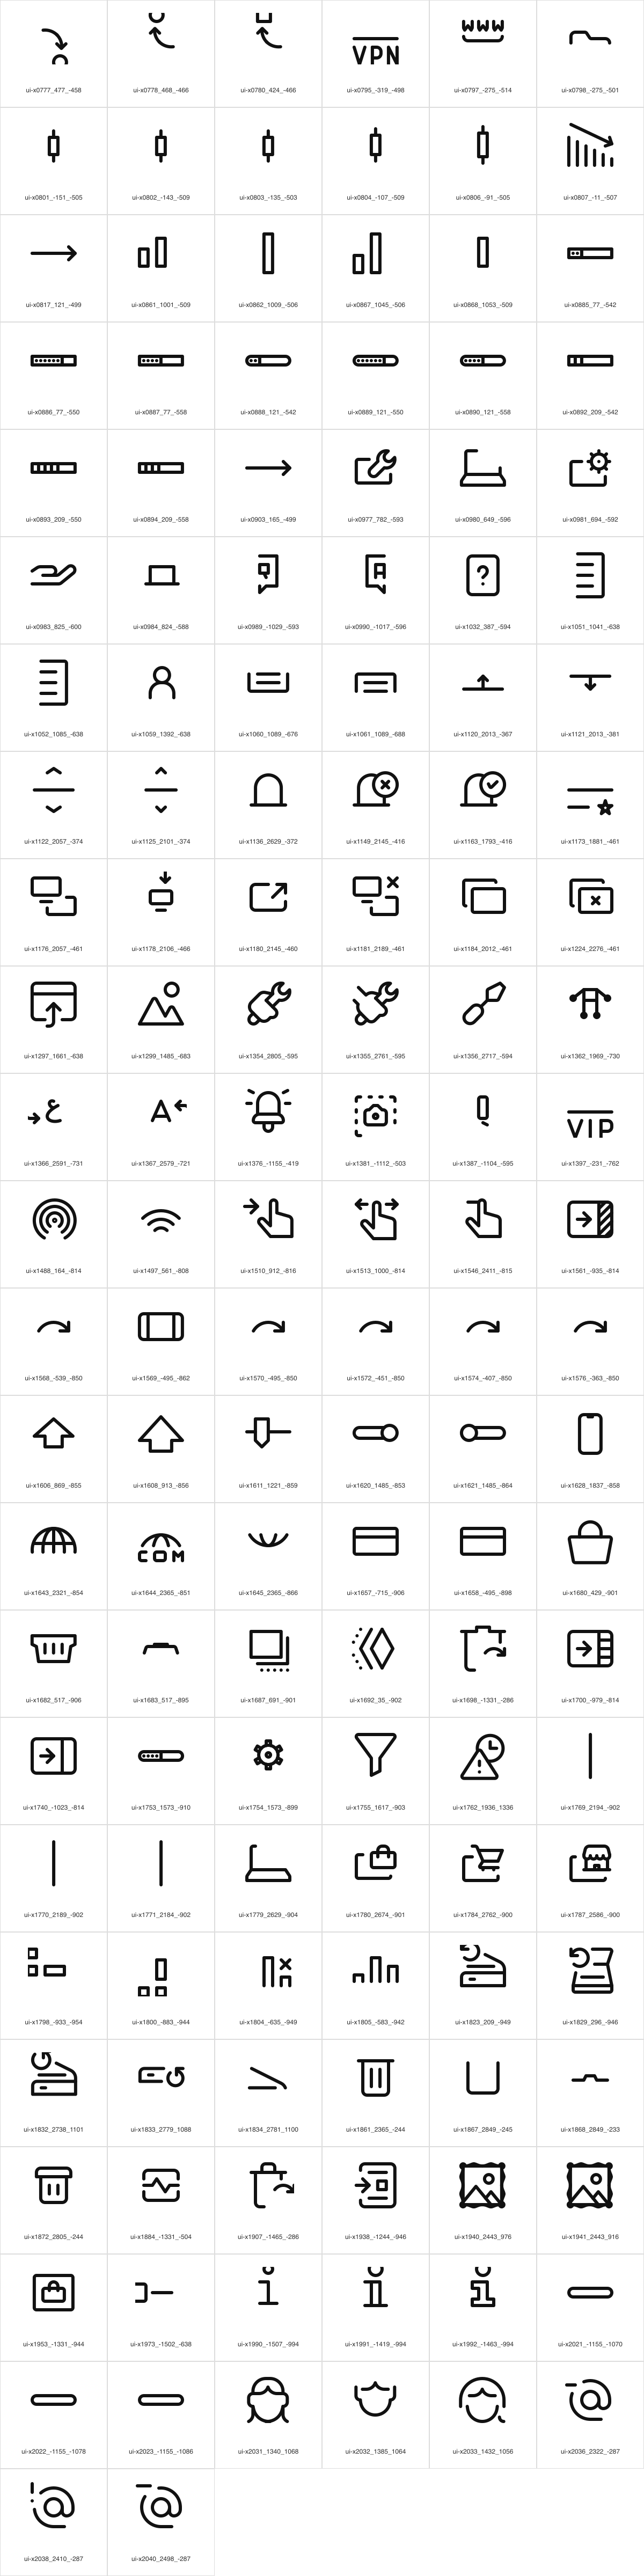 VPN
WWW
ui-x0777_477_-458 ui-x0778_468_-466 ui-x0780_424_-466 ui-x0795_-319_-498 ui-x0797_-275_-514 ui-x0798_-275_-501
ui-x0801_-151_-505 ui-x0802_-143_-509 ui-x0803_-135_-503 ui-x0804_-107_-509 ui-x0806_-91_-505 ui-x0807_-11_-507
ui-x0817_121_-499 ui-x0861_1001_-509 ui-x0862_1009_-506 ui-x0867_1045_-506 ui-x0868_1053_-509 ui-x0885_77_-542
ui-x0886_77_-550 ui-x0887_77_-558 ui-x0888_121_-542 ui-x0889_121_-550 ui-x0890_121_-558 ui-x0892_209_-542
ui-x0893_209_-550 ui-x0894_209_-558 ui-x0903_165_-499 ui-x0977_782_-593 ui-x0980_649_-596 ui-x0981_694_-592
?
ui-x0983_825_-600 ui-x0984_824_-588 ui-x0989_-1029_-593 ui-x0990_-1017_-596 ui-x1032_387_-594 ui-x1051_1041_-638
ui-x1052_1085_-638 ui-x1059_1392_-638 ui-x1060_1089_-676 ui-x1061_1089_-688 ui-x1120_2013_-367 ui-x1121_2013_-381
ui-x1122_2057_-374 ui-x1125_2101_-374 ui-x1136_2629_-372 ui-x1149_2145_-416 ui-x1163_1793_-416 ui-x1173_1881_-461
ui-x1176_2057_-461 ui-x1178_2106_-466 ui-x1180_2145_-460 ui-x1181_2189_-461 ui-x1184_2012_-461 ui-x1224_2276_-461
ui-x1297_1661_-638 ui-x1299_1485_-683 ui-x1354_2805_-595 ui-x1355_2761_-595 ui-x1356_2717_-594 ui-x1362_1969_-730
ع A VIP
ui-x1366_2591_-731 ui-x1367_2579_-721 ui-x1376_-1155_-419 ui-x1381_-1112_-503 ui-x1387_-1104_-595 ui-x1397_-231_-762
ui-x1488_164_-814 ui-x1497_561_-808 ui-x1510_912_-816 ui-x1513_1000_-814 ui-x1546_2411_-815 ui-x1561_-935_-814
ui-x1568_-539_-850 ui-x1569_-495_-862 ui-x1570_-495_-850 ui-x1572_-451_-850 ui-x1574_-407_-850 ui-x1576_-363_-850
ui-x1606_869_-855 ui-x1608_913_-856 ui-x1611_1221_-859 ui-x1620_1485_-853 ui-x1621_1485_-864 ui-x1628_1837_-858
COM
ui-x1643_2321_-854 ui-x1644_2365_-851 ui-x1645_2365_-866 ui-x1657_-715_-906 ui-x1658_-495_-898 ui-x1680_429_-901
ui-x1682_517_-906 ui-x1683_517_-895 ui-x1687_691_-901 ui-x1692_35_-902 ui-x1698_-1331_-286 ui-x1700_-979_-814
ui-x1740_-1023_-814 ui-x1753_1573_-910 ui-x1754_1573_-899 ui-x1755_1617_-903 ui-x1762_1936_1336 ui-x1769_2194_-902
ui-x1770_2189_-902 ui-x1771_2184_-902 ui-x1779_2629_-904 ui-x1780_2674_-901 ui-x1784_2762_-900 ui-x1787_2586_-900
ui-x1798_-933_-954 ui-x1800_-883_-944 ui-x1804_-635_-949 ui-x1805_-583_-942 ui-x1823_209_-949 ui-x1829_296_-946
ui-x1832_2738_1101 ui-x1833_2779_1088 ui-x1834_2781_1100 ui-x1861_2365_-244 ui-x1867_2849_-245 ui-x1868_2849_-233
ui-x1872_2805_-244 ui-x1884_-1331_-504 ui-x1907_-1465_-286 ui-x1938_-1244_-946 ui-x1940_2443_976 ui-x1941_2443_916
ui-x1953_-1331_-944 ui-x1973_-1502_-638 ui-x1990_-1507_-994 ui-x1991_-1419_-994 ui-x1992_-1463_-994 ui-x2021_-1155_-1070
@
ui-x2022_-1155_-1078 ui-x2023_-1155_-1086 ui-x2031_1340_1068 ui-x2032_1385_1064 ui-x2033_1432_1056 ui-x2036_2322_-287
@ @
ui-x2038_2410_-287 ui-x2040_2498_-287